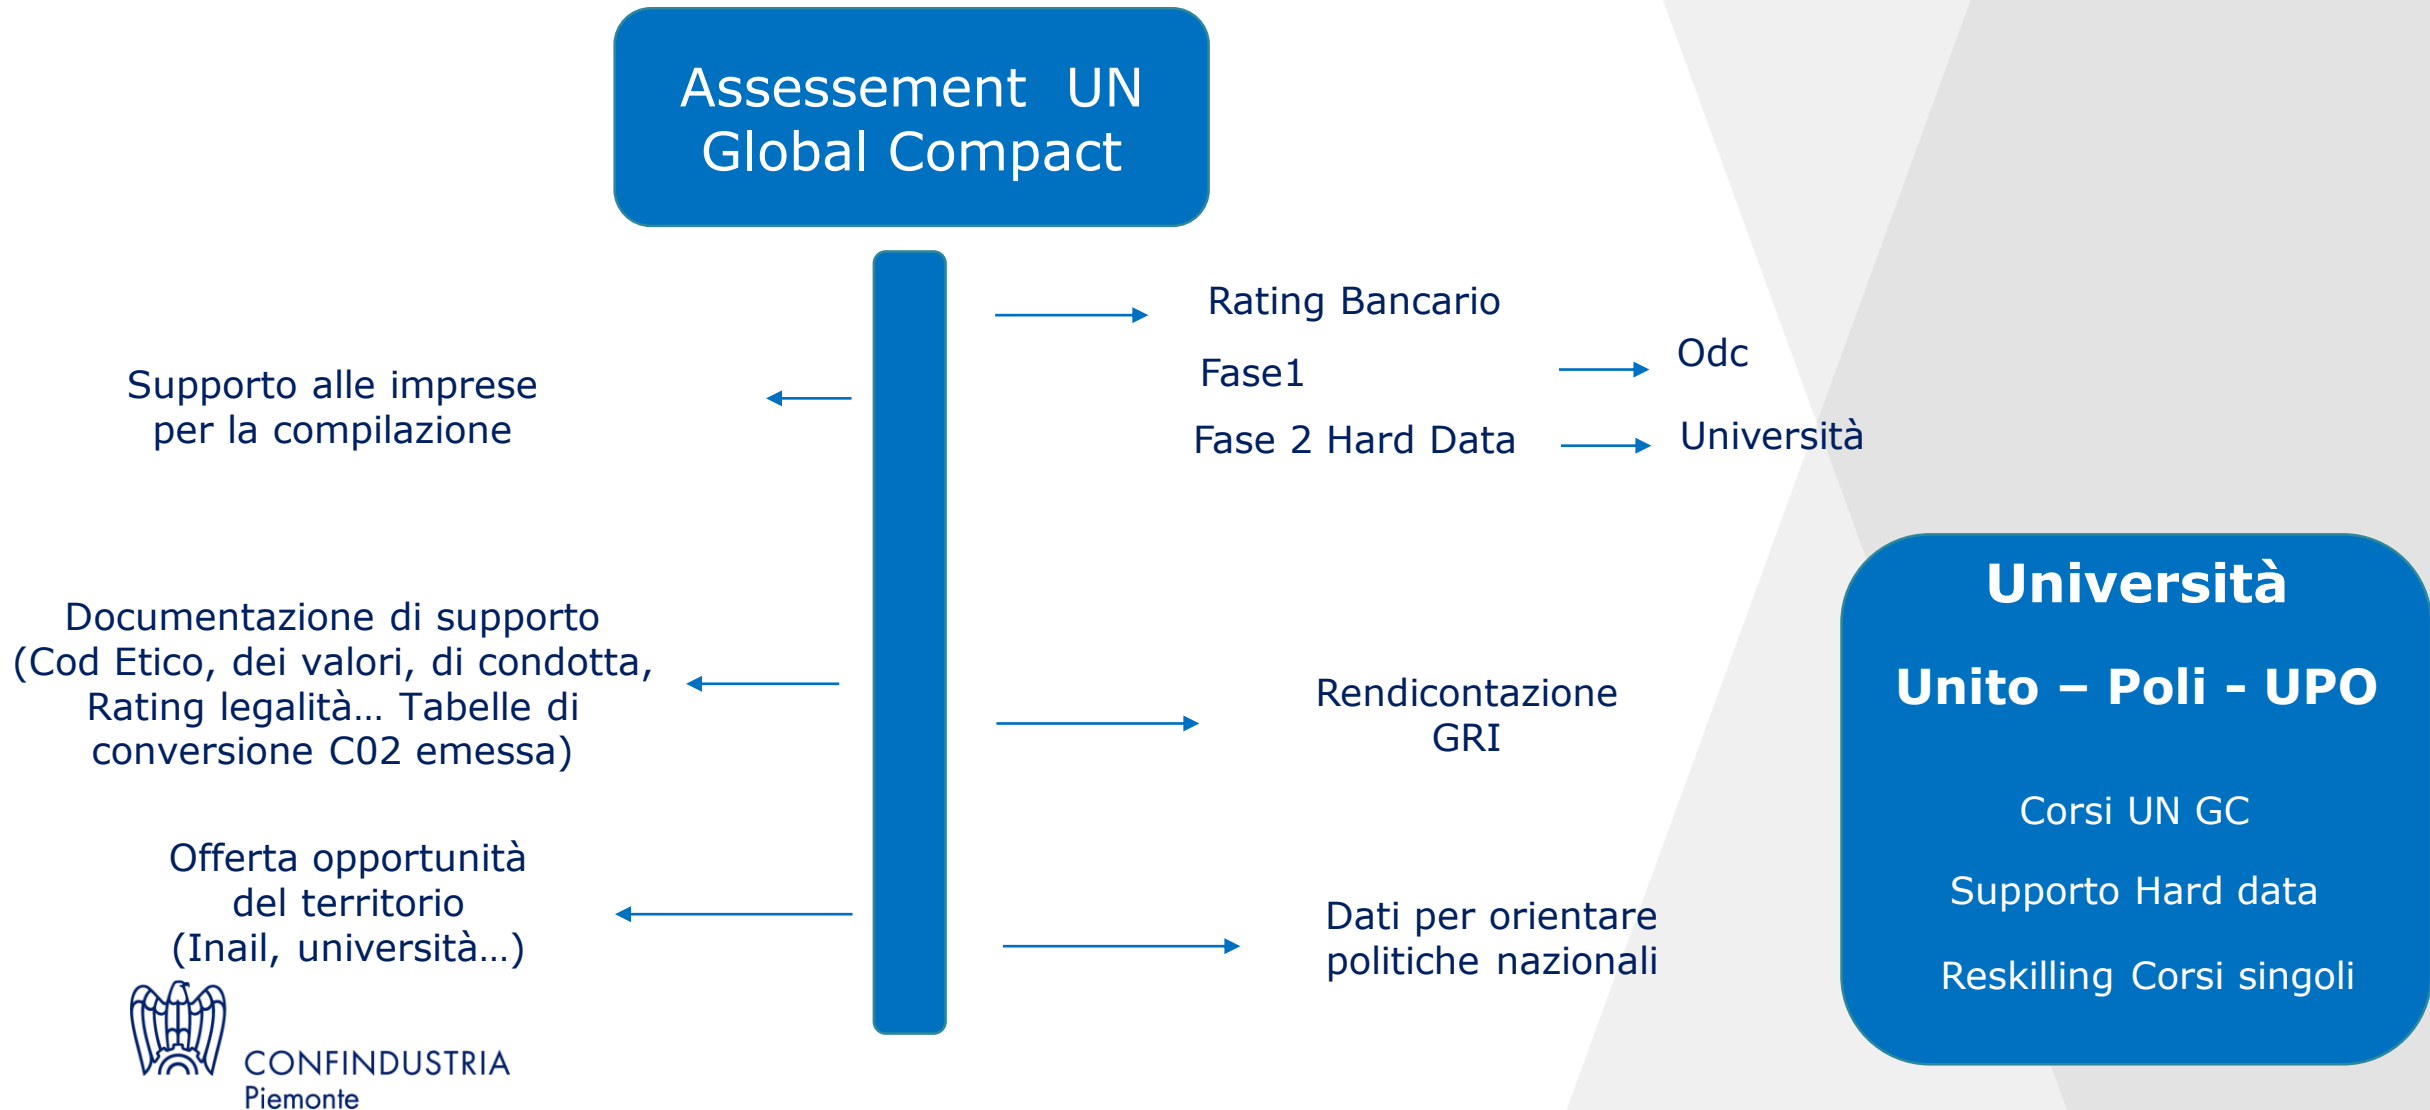 Assessement UN
Global Compact
Supporto alle imprese
per la compilazione
Documentazione di supporto
(Cod Etico, dei valori, di condotta,
Rating legalità… Tabelle di
conversione C02 emessa)
Offerta opportunità
del territorio
(Inail, università…)
Rating Bancario
Fase1
Odc
Fase 2 Hard Data
Università
Rendicontazione
GRI
Dati per orientare
politiche nazionali
Università
Unito – Poli - UPO
Corsi UN GC
Supporto Hard data
Reskilling Corsi singoli
CONFINDUSTRIA
Piemonte